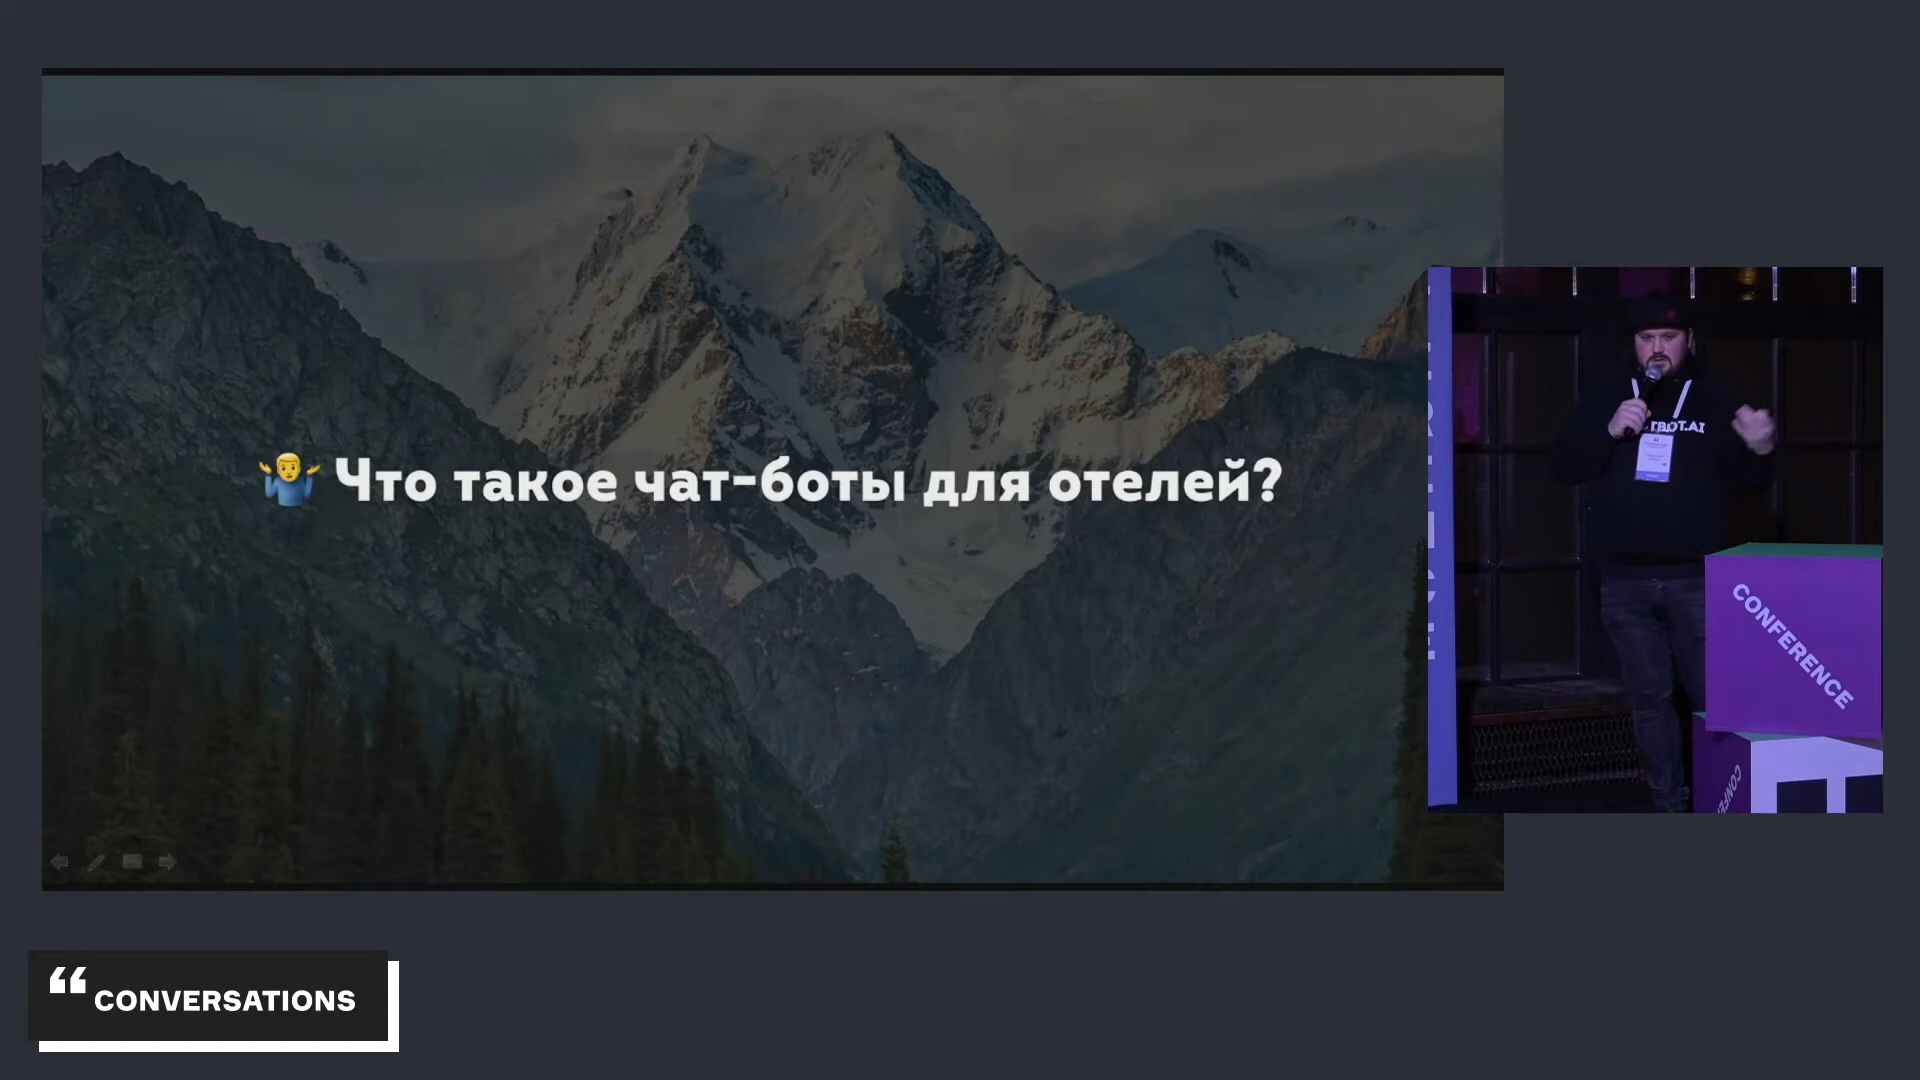 🤷‍♂️ Что такое чат-боты для отелей?
TBOT.AI
CONFERENCE
“ CONVERSATIONS